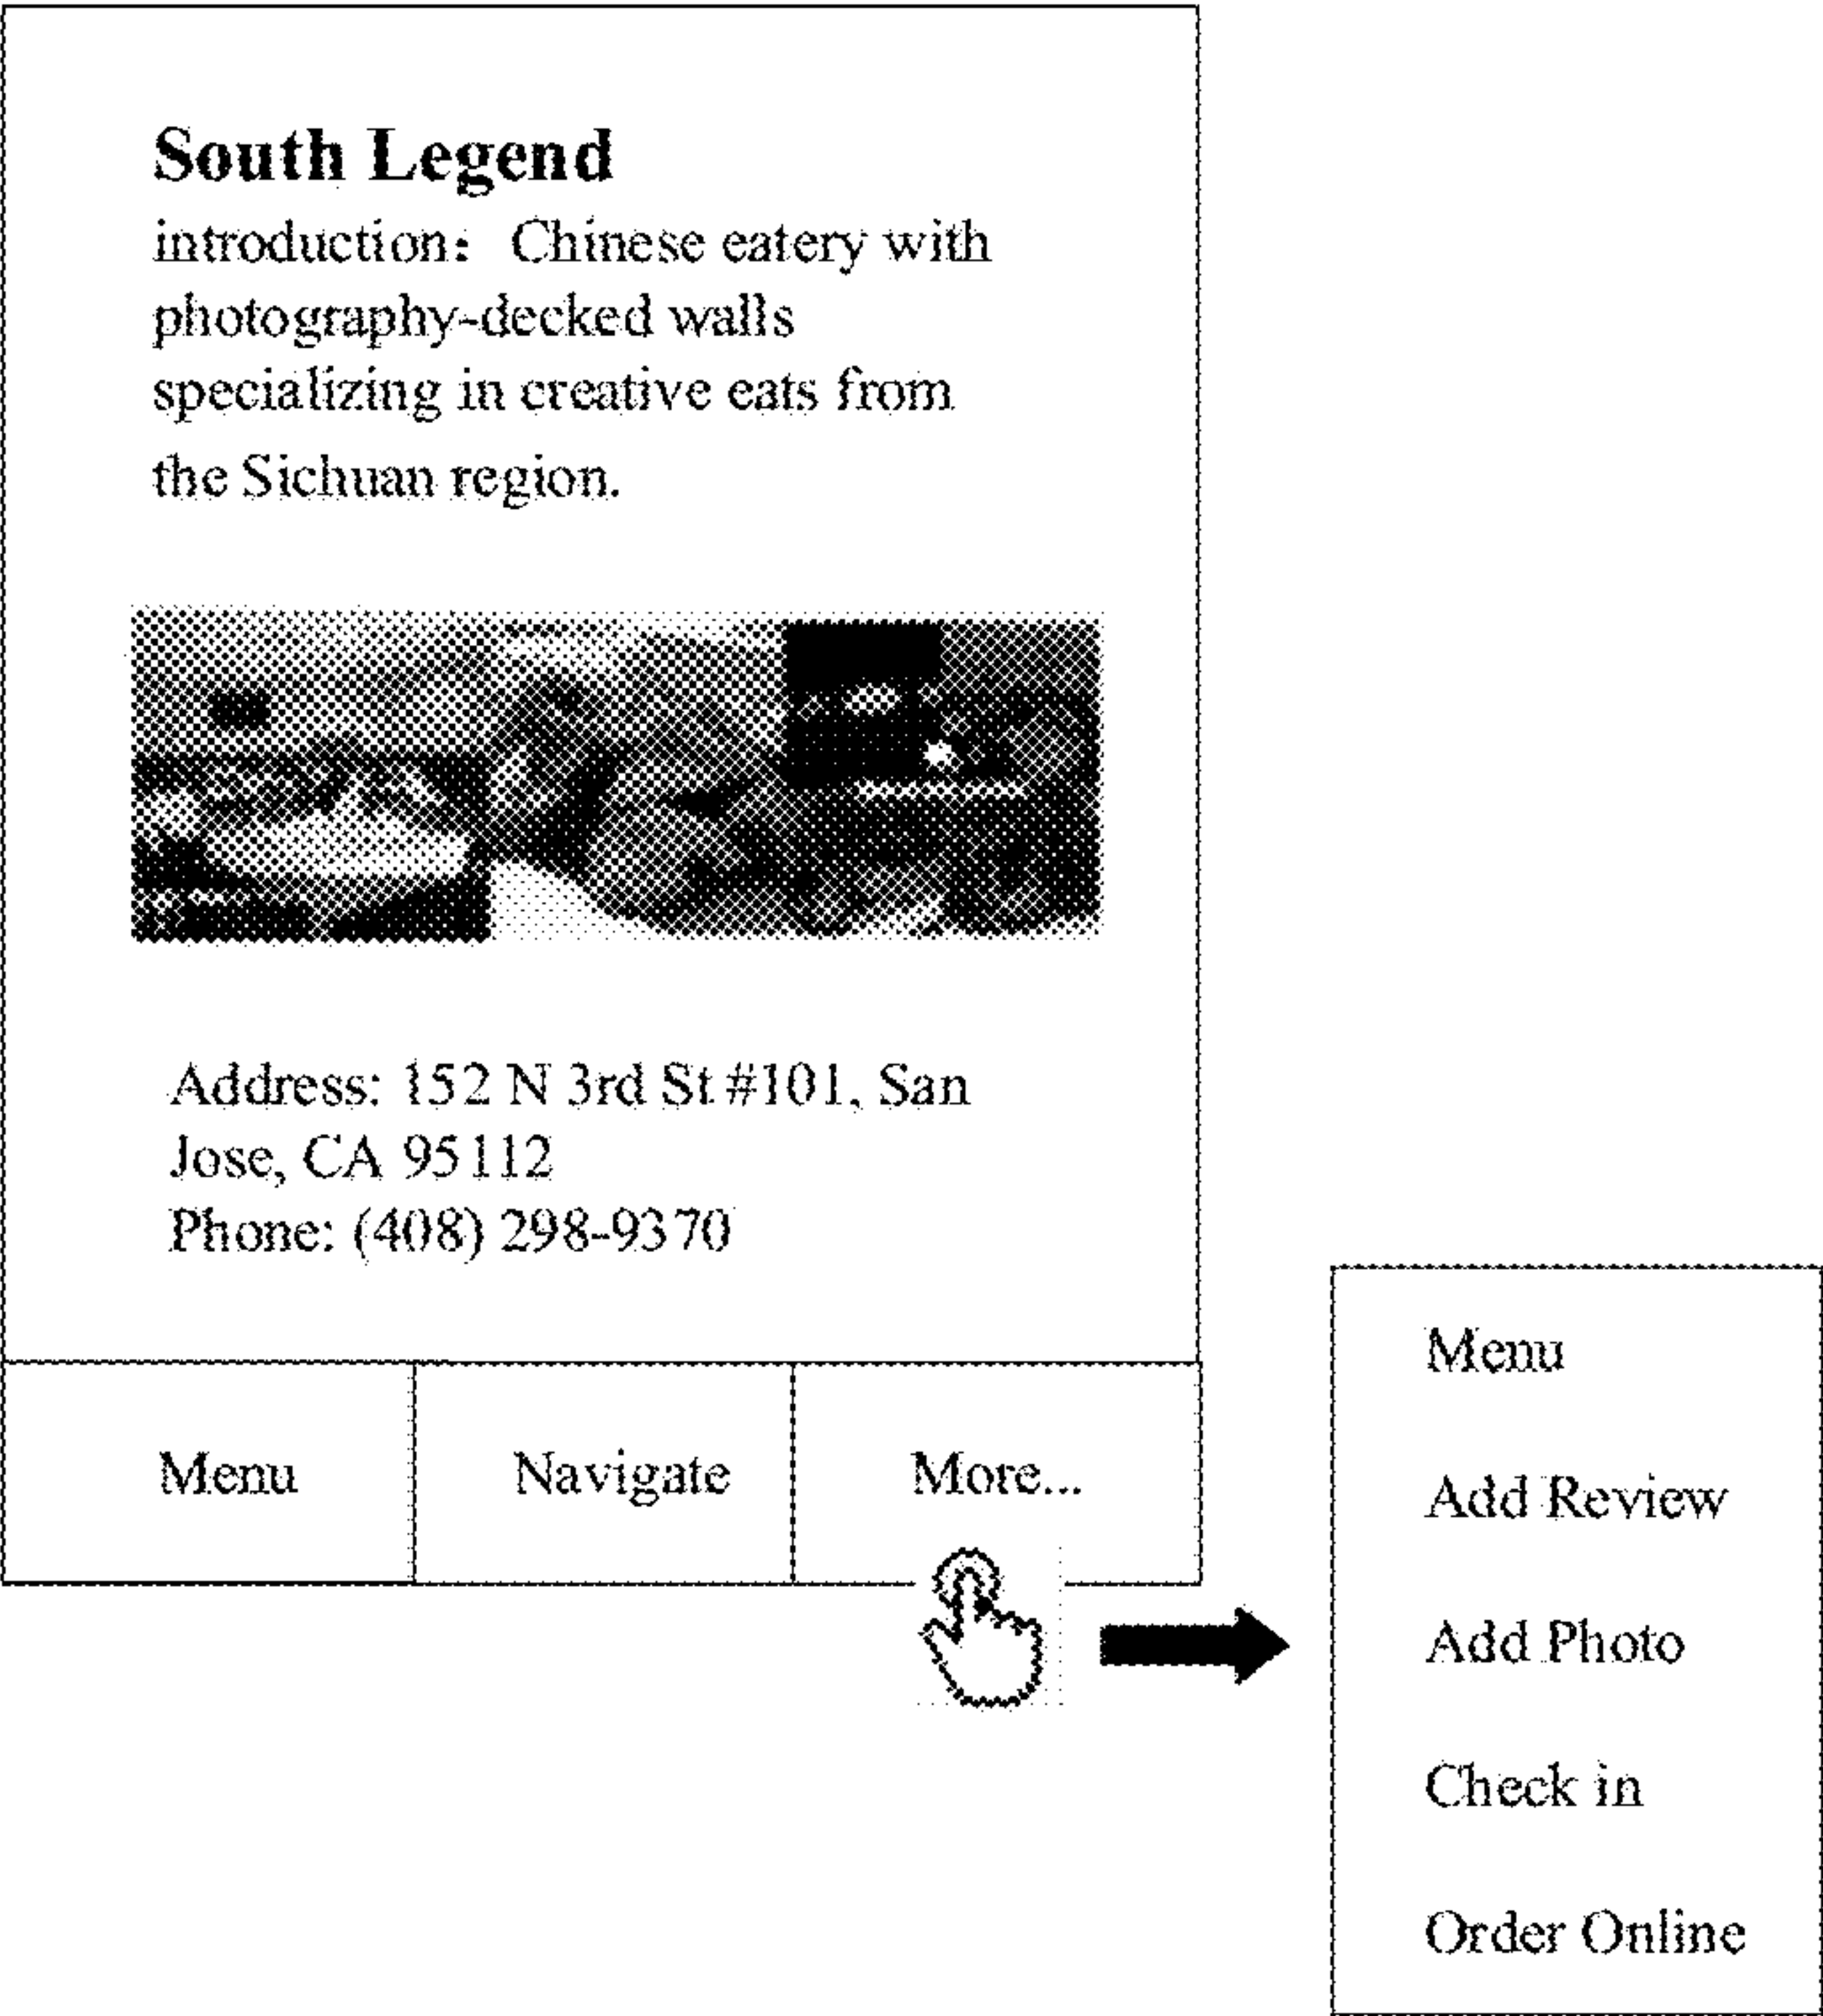 South Legend
introduction： Chinese eatery with
photography-decked walls
specializing in creative eats from
the Sichuan region.
Address: 152 N 3rd St #101, San
Jose, CA 95112
Phone: (408) 298-9370
Menu
Navigate
More...
Menu
Add Review
Add Photo
Check in
Order Online